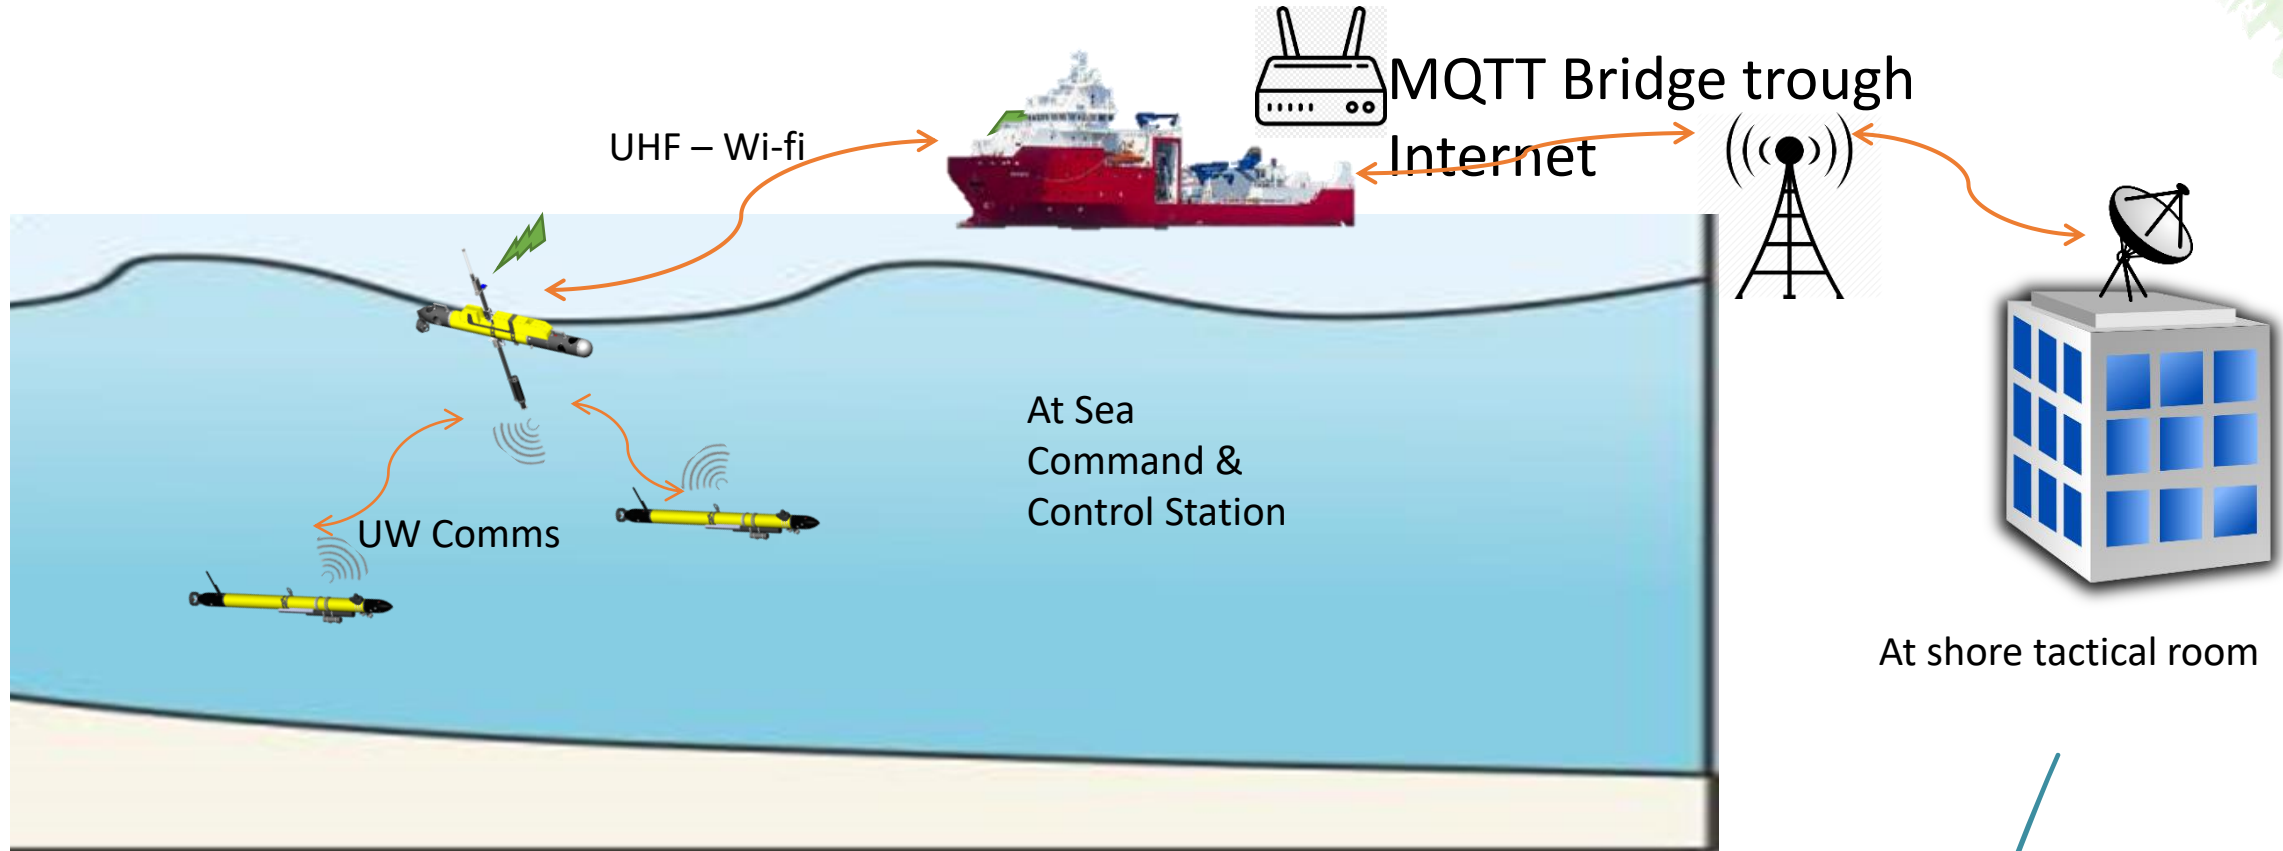 MQTT Bridge trough
Internet
UHF – Wi-fi
At Sea
Command &
Control Station
UW Comms
At shore tactical room